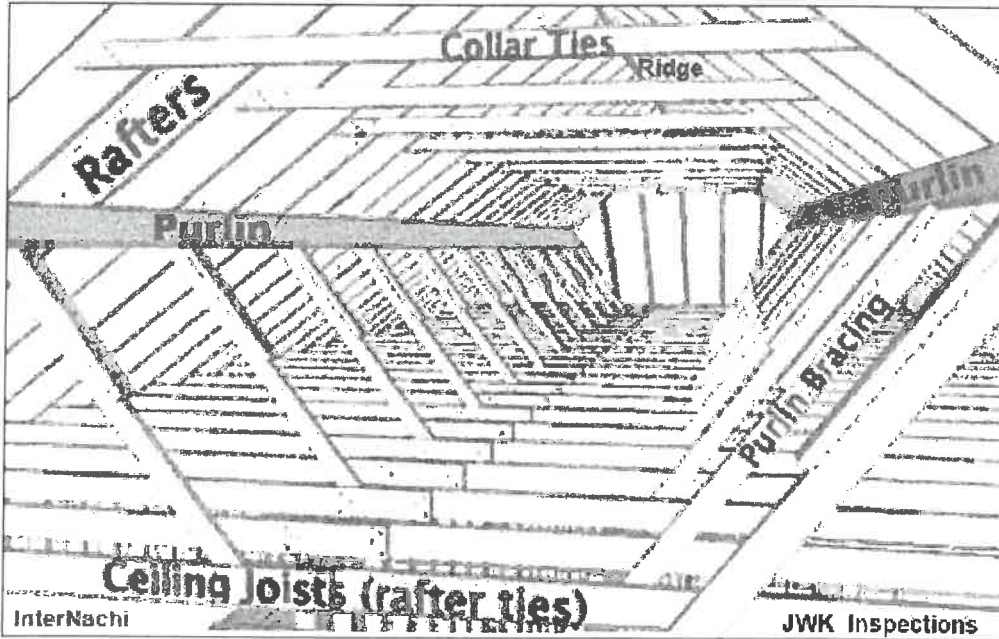 Collar Ties
Ridge
Rafters
Purlin
Purlin
Purlin Bracing
Ceiling Joists (rafter ties)
InterNachi
JWK Inspections